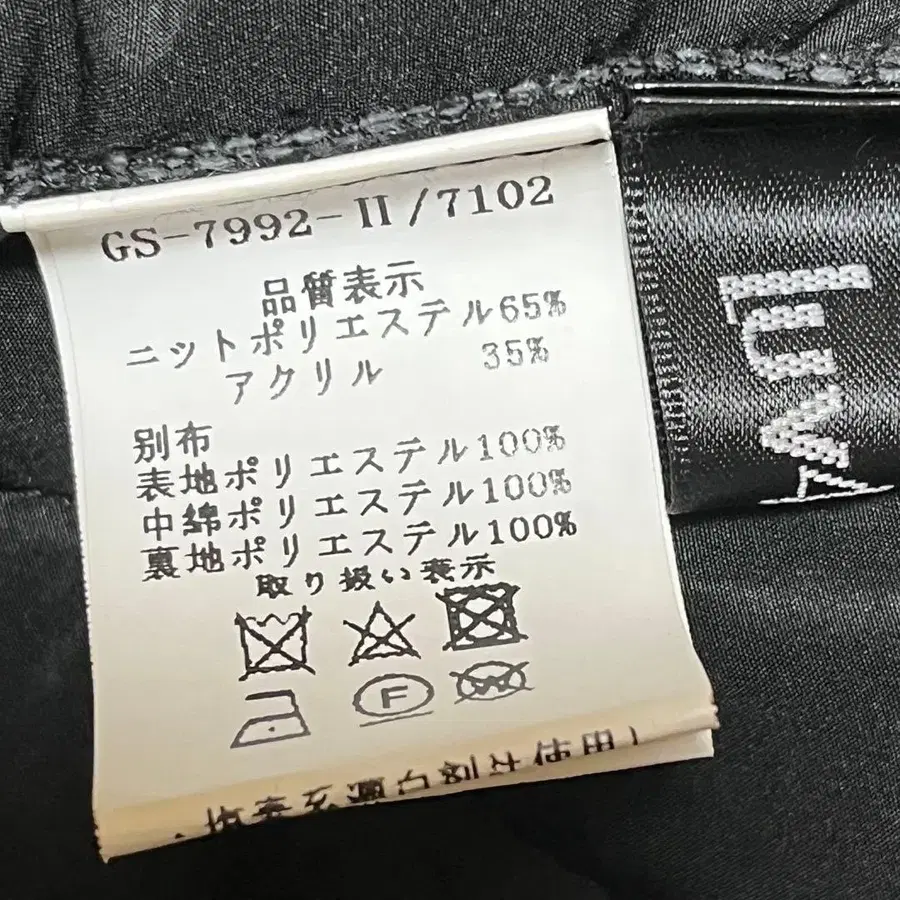 GS-7992-II/7102
品質表示
ニットポリエステル65%
アクリル 35%
別布
表地ポリエステル100%
中綿ポリエステル100%
裏地ポリエステル100%
取り扱い表示
F
W
LUVA